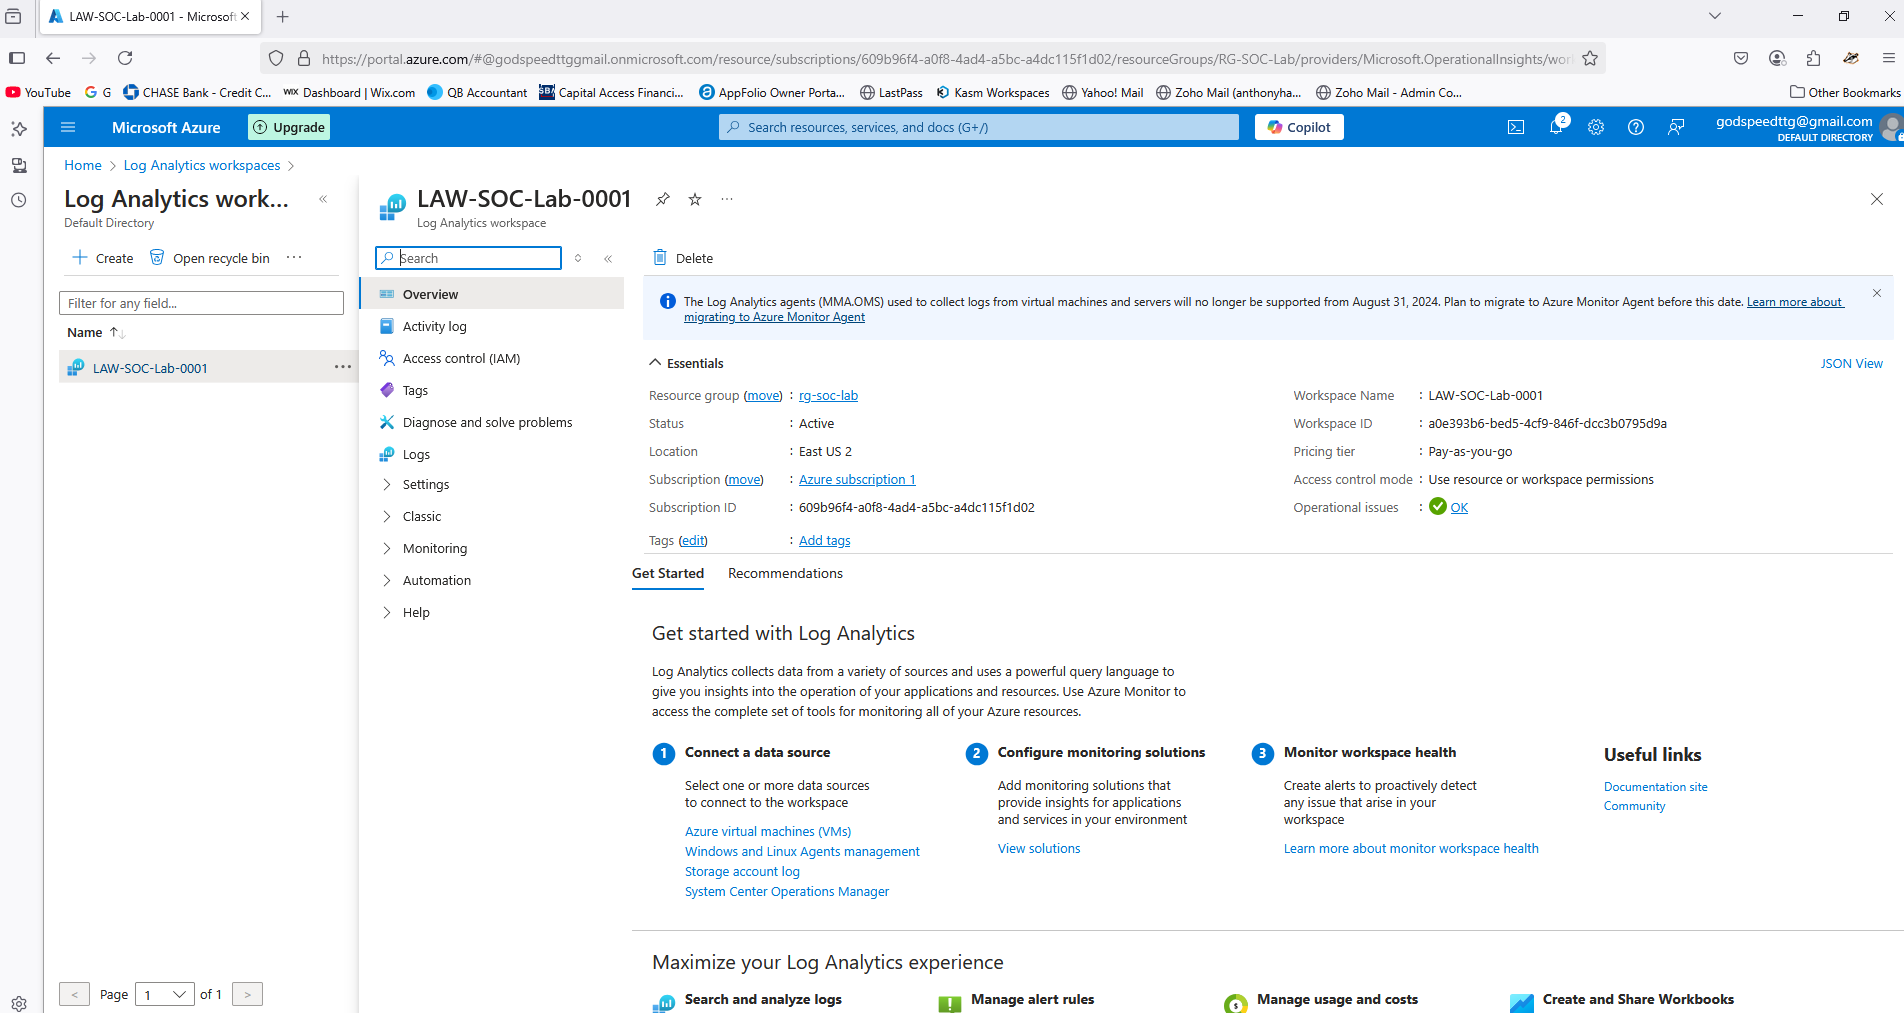 LAW-SOC-Lab-0001 - Microsoft
https://portal.azure.com/#@godspeedttggmail.onmicrosoft.com/resource/subscriptions/609b96f4-a0f8-4ad4-a5bc-a4dc115f1d02/resourceGroups/RG-SOC-Lab/providers/Microsoft.OperationalInsights/wor
YouTube G G CHASE Bank - Credit C... WIX Dashboard | Wix.com QB Accountant SBA Capital Access Financi... AppFolio Owner Porta... LastPass Kasm Workspaces Yahoo! Mail Zoho Mail (anthonyha... Zoho Mail - Admin Co... Other Bookmarks
Microsoft Azure Upgrade Search resources, services, and docs (G+/) Copilot 2 godspeedttg@gmail.com
DEFAULT DIRECTORY
Home > Log Analytics workspaces >
Log Analytics work... «
Default Directory
Create Open recycle bin ...
Filter for any field...
Name ↑↓
LAW-SOC-Lab-0001 ...
Page 1 of 1
LAW-SOC-Lab-0001 ...
Log Analytics workspace
Search «
Overview
Activity log
Access control (IAM)
Tags
Diagnose and solve problems
Logs
Settings
Classic
Monitoring
Automation
Help
Delete
The Log Analytics agents (MMA.OMS) used to collect logs from virtual machines and servers will no longer be supported from August 31, 2024. Plan to migrate to Azure Monitor Agent before this date. Learn more about
migrating to Azure Monitor Agent
Essentials JSON View
Resource group (move) : rg-soc-lab
Status : Active
Location : East US 2
Subscription (move) : Azure subscription 1
Subscription ID : 609b96f4-a0f8-4ad4-a5bc-a4dc115f1d02
Tags (edit) : Add tags
Workspace Name : LAW-SOC-Lab-0001
Workspace ID : a0e393b6-bed5-4cf9-846f-dcc3b0795d9a
Pricing tier : Pay-as-you-go
Access control mode : Use resource or workspace permissions
Operational issues : OK
Get Started Recommendations
Get started with Log Analytics
Log Analytics collects data from a variety of sources and uses a powerful query language to
give you insights into the operation of your applications and resources. Use Azure Monitor to
access the complete set of tools for monitoring all of your Azure resources.
1 Connect a data source
Select one or more data sources
to connect to the workspace
Azure virtual machines (VMs)
Windows and Linux Agents management
Storage account log
System Center Operations Manager
2 Configure monitoring solutions
Add monitoring solutions that
provide insights for applications
and services in your environment
View solutions
3 Monitor workspace health
Create alerts to proactively detect
any issue that arise in your
workspace
Learn more about monitor workspace health
Useful links
Documentation site
Community
Maximize your Log Analytics experience
Search and analyze logs Manage alert rules Manage usage and costs Create and Share Workbooks